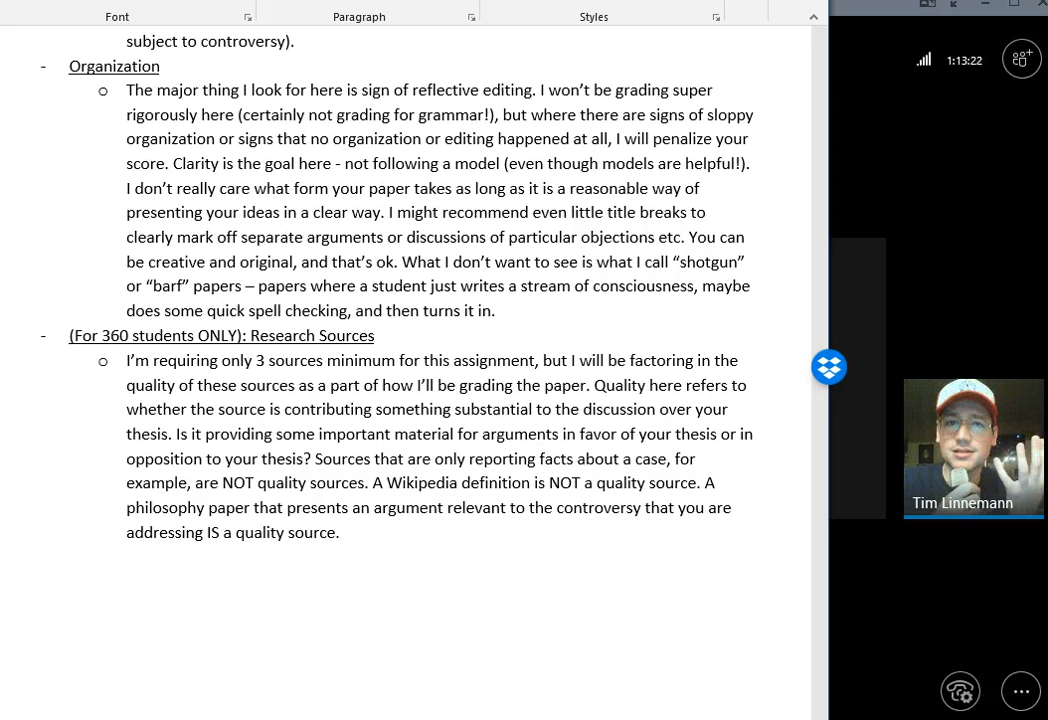 Font Paragraph Styles
subject to controversy).
- Organization
o The major thing I look for here is sign of reflective editing. I won’t be grading super
rigorously here (certainly not grading for grammar!), but where there are signs of sloppy
organization or signs that no organization or editing happened at all, I will penalize your
score. Clarity is the goal here - not following a model (even though models are helpful!).
I don’t really care what form your paper takes as long as it is a reasonable way of
presenting your ideas in a clear way. I might recommend even little title breaks to
clearly mark off separate arguments or discussions of particular objections etc. You can
be creative and original, and that’s ok. What I don’t want to see is what I call “shotgun”
or “barf” papers – papers where a student just writes a stream of consciousness, maybe
does some quick spell checking, and then turns it in.
- (For 360 students ONLY): Research Sources
o I’m requiring only 3 sources minimum for this assignment, but I will be factoring in the
quality of these sources as a part of how I’ll be grading the paper. Quality here refers to
whether the source is contributing something substantial to the discussion over your
thesis. Is it providing some important material for arguments in favor of your thesis or in
opposition to your thesis? Sources that are only reporting facts about a case, for
example, are NOT quality sources. A Wikipedia definition is NOT a quality source. A
philosophy paper that presents an argument relevant to the controversy that you are
addressing IS a quality source.
1:13:22
Tim Linnemann